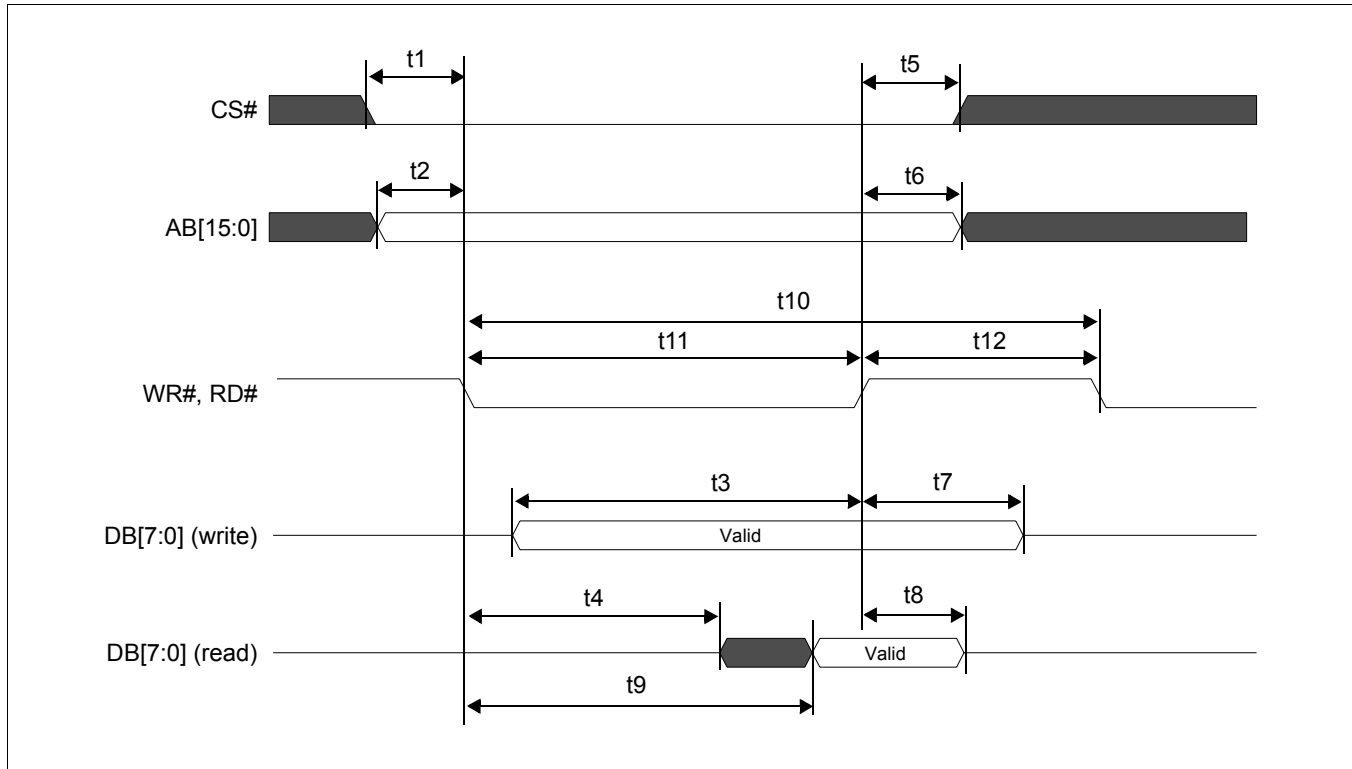 t1
t5
CS#
t2
t6
AB[15:0]
t10
t11
t12
WR#, RD#
t3
t7
DB[7:0] (write)
Valid
t4
t8
DB[7:0] (read)
Valid
t9